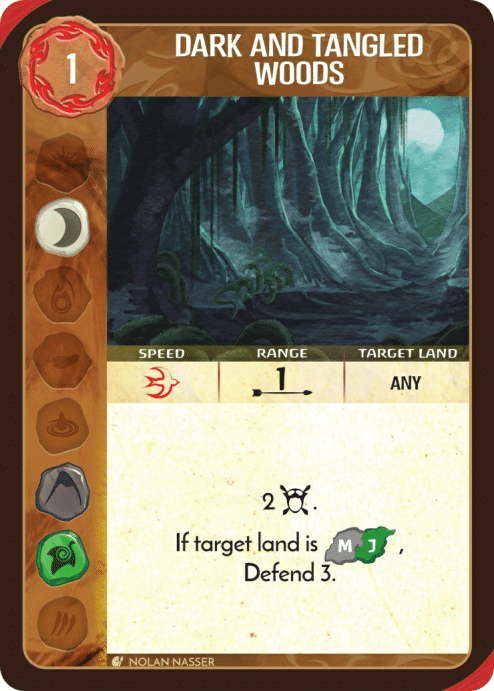 1
DARK AND TANGLED
WOODS
SPEED RANGE TARGET LAND
1 ANY
2 .
If target land is M J ,
Defend 3.
NOLAN NASSER